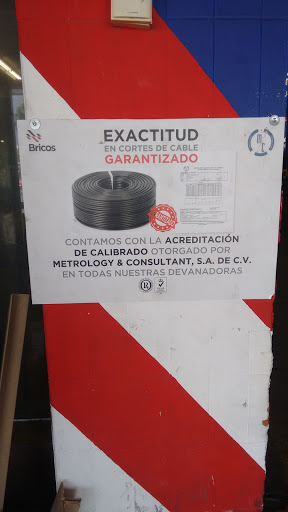 Bricos
EXACTITUD
EN CORTES DE CABLE
GARANTIZADO
CONTAMOS CON LA ACREDITACIÓN
DE CALIBRADO OTORGADO POR
METROLOGY & CONSULTANT, S.A. DE C.V.
EN TODAS NUESTRAS DEVANADORAS
R